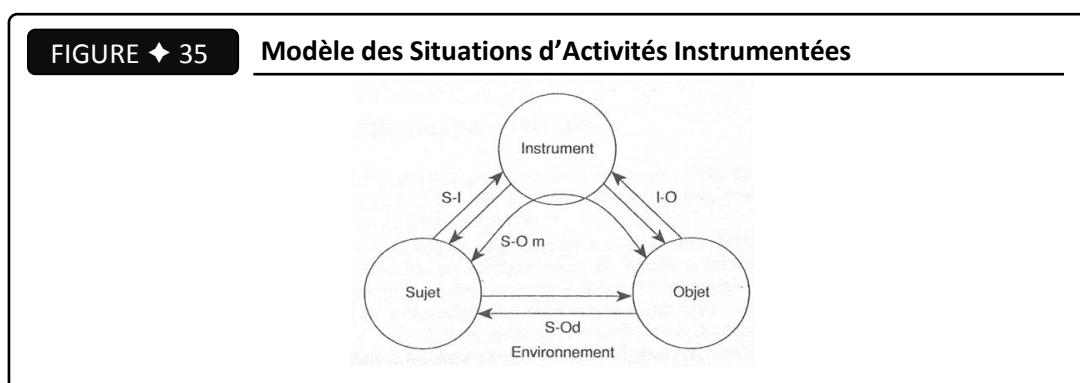 FIGURE ✦ 35
Modèle des Situations d’Activités Instrumentées
Instrument
S-I
I-O
S-O m
Sujet
Objet
S-Od
Environnement